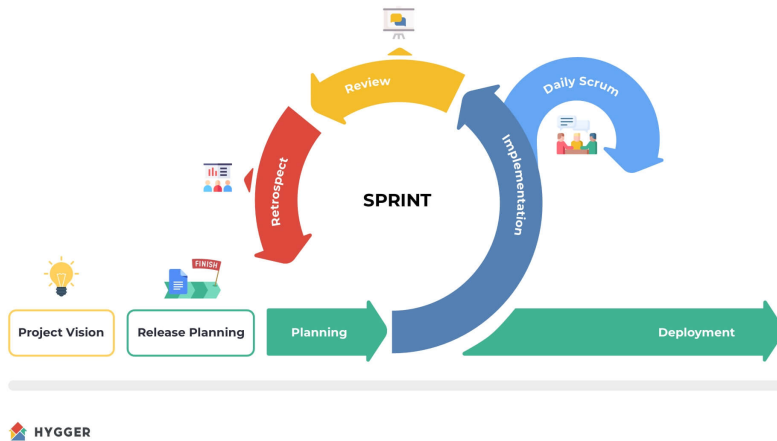 Review
Daily Scrum
Implementation
Retrospect
SPRINT
FINISH
Project Vision
Release Planning
Planning
Deployment
HYGGER